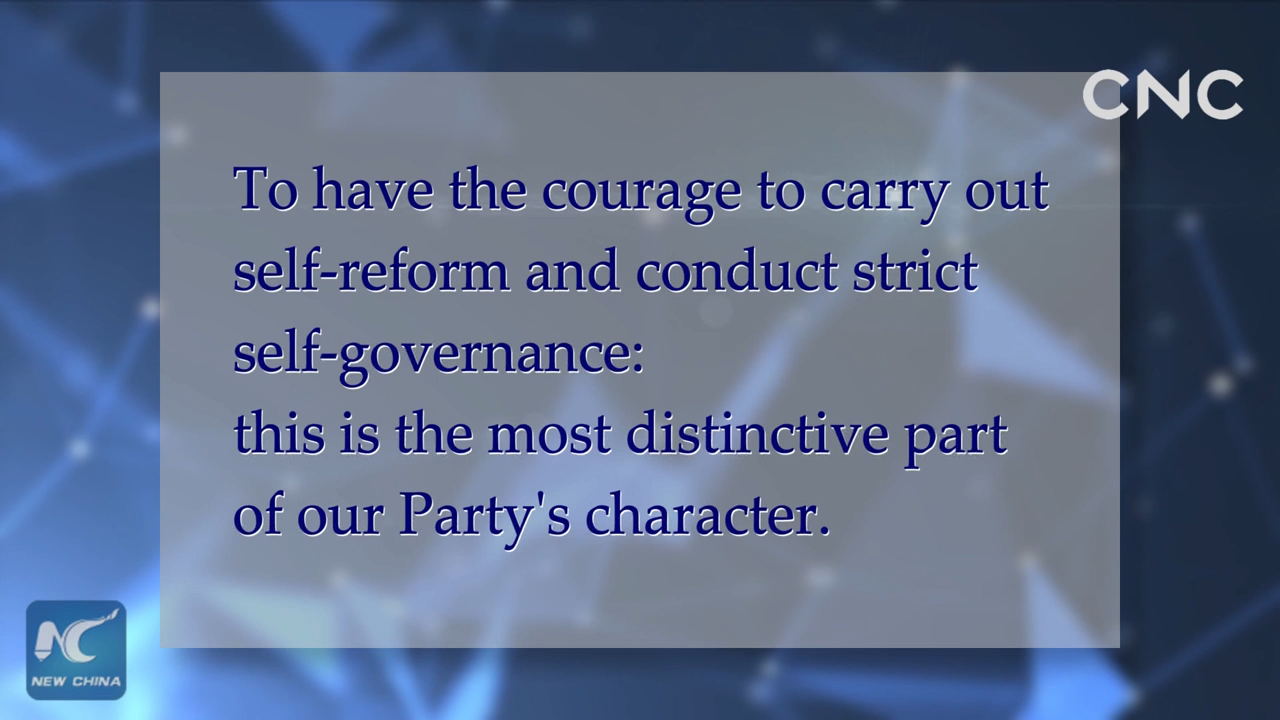 CNC
To have the courage to carry out
self-reform and conduct strict
self-governance:
this is the most distinctive part
of our Party's character.
NC
NEW CHINA